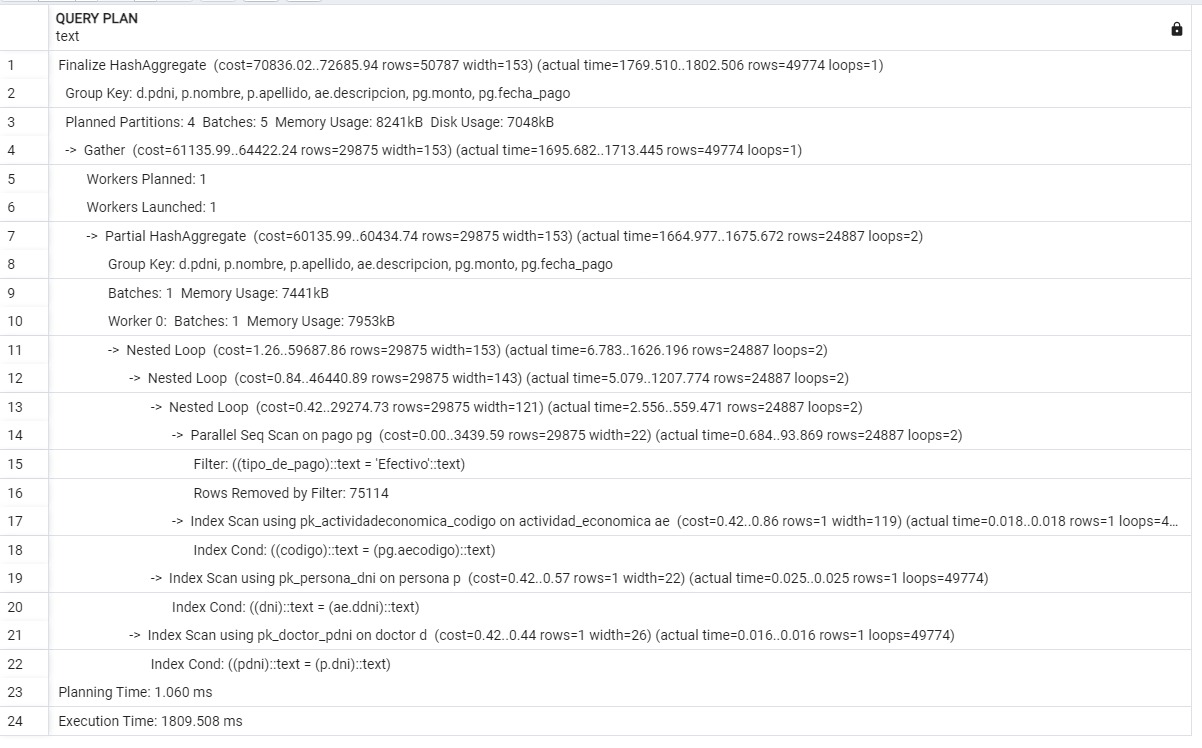 QUERY PLAN
text
1 Finalize HashAggregate (cost=70836.02..72685.94 rows=50787 width=153) (actual time=1769.510..1802.506 rows=49774 loops=1)
2 Group Key: d.pdni, p.nombre, p.apellido, ae.descripcion, pg.monto, pg.fecha_pago
3 Planned Partitions: 4 Batches: 5 Memory Usage: 8241kB Disk Usage: 7048kB
4 -> Gather (cost=61135.99..64422.24 rows=29875 width=153) (actual time=1695.682..1713.445 rows=49774 loops=1)
5 Workers Planned: 1
6 Workers Launched: 1
7 -> Partial HashAggregate (cost=60135.99..60434.74 rows=29875 width=153) (actual time=1664.977..1675.672 rows=24887 loops=2)
8 Group Key: d.pdni, p.nombre, p.apellido, ae.descripcion, pg.monto, pg.fecha_pago
9 Batches: 1 Memory Usage: 7441kB
10 Worker 0: Batches: 1 Memory Usage: 7953kB
11 -> Nested Loop (cost=1.26..59687.86 rows=29875 width=153) (actual time=6.783..1626.196 rows=24887 loops=2)
12 -> Nested Loop (cost=0.84..46440.89 rows=29875 width=143) (actual time=5.079..1207.774 rows=24887 loops=2)
13 -> Nested Loop (cost=0.42..29274.73 rows=29875 width=121) (actual time=2.556..559.471 rows=24887 loops=2)
14 -> Parallel Seq Scan on pago pg (cost=0.00..3439.59 rows=29875 width=22) (actual time=0.684..93.869 rows=24887 loops=2)
15 Filter: ((tipo_de_pago)::text = 'Efectivo'::text)
16 Rows Removed by Filter: 75114
17 -> Index Scan using pk_actividadeconomica_codigo on actividad_economica ae (cost=0.42..0.86 rows=1 width=119) (actual time=0.018..0.018 rows=1 loops=4...
18 Index Cond: ((codigo)::text = (pg.aecodigo)::text)
19 -> Index Scan using pk_persona_dni on persona p (cost=0.42..0.57 rows=1 width=22) (actual time=0.025..0.025 rows=1 loops=49774)
20 Index Cond: ((dni)::text = (ae.ddni)::text)
21 -> Index Scan using pk_doctor_pdni on doctor d (cost=0.42..0.44 rows=1 width=26) (actual time=0.016..0.016 rows=1 loops=49774)
22 Index Cond: ((pdni)::text = (p.dni)::text)
23 Planning Time: 1.060 ms
24 Execution Time: 1809.508 ms